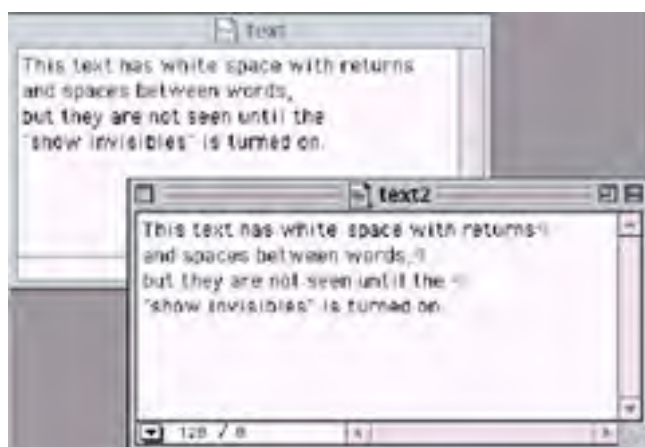 text
This text has white space with returns
and spaces between words,
but they are not seen until the
"show invisibles" is turned on.
text2
This text has white space with returns¶
and spaces between words,¶
but they are not seen until the ¶
"show invisibles" is turned on.
128 / 8